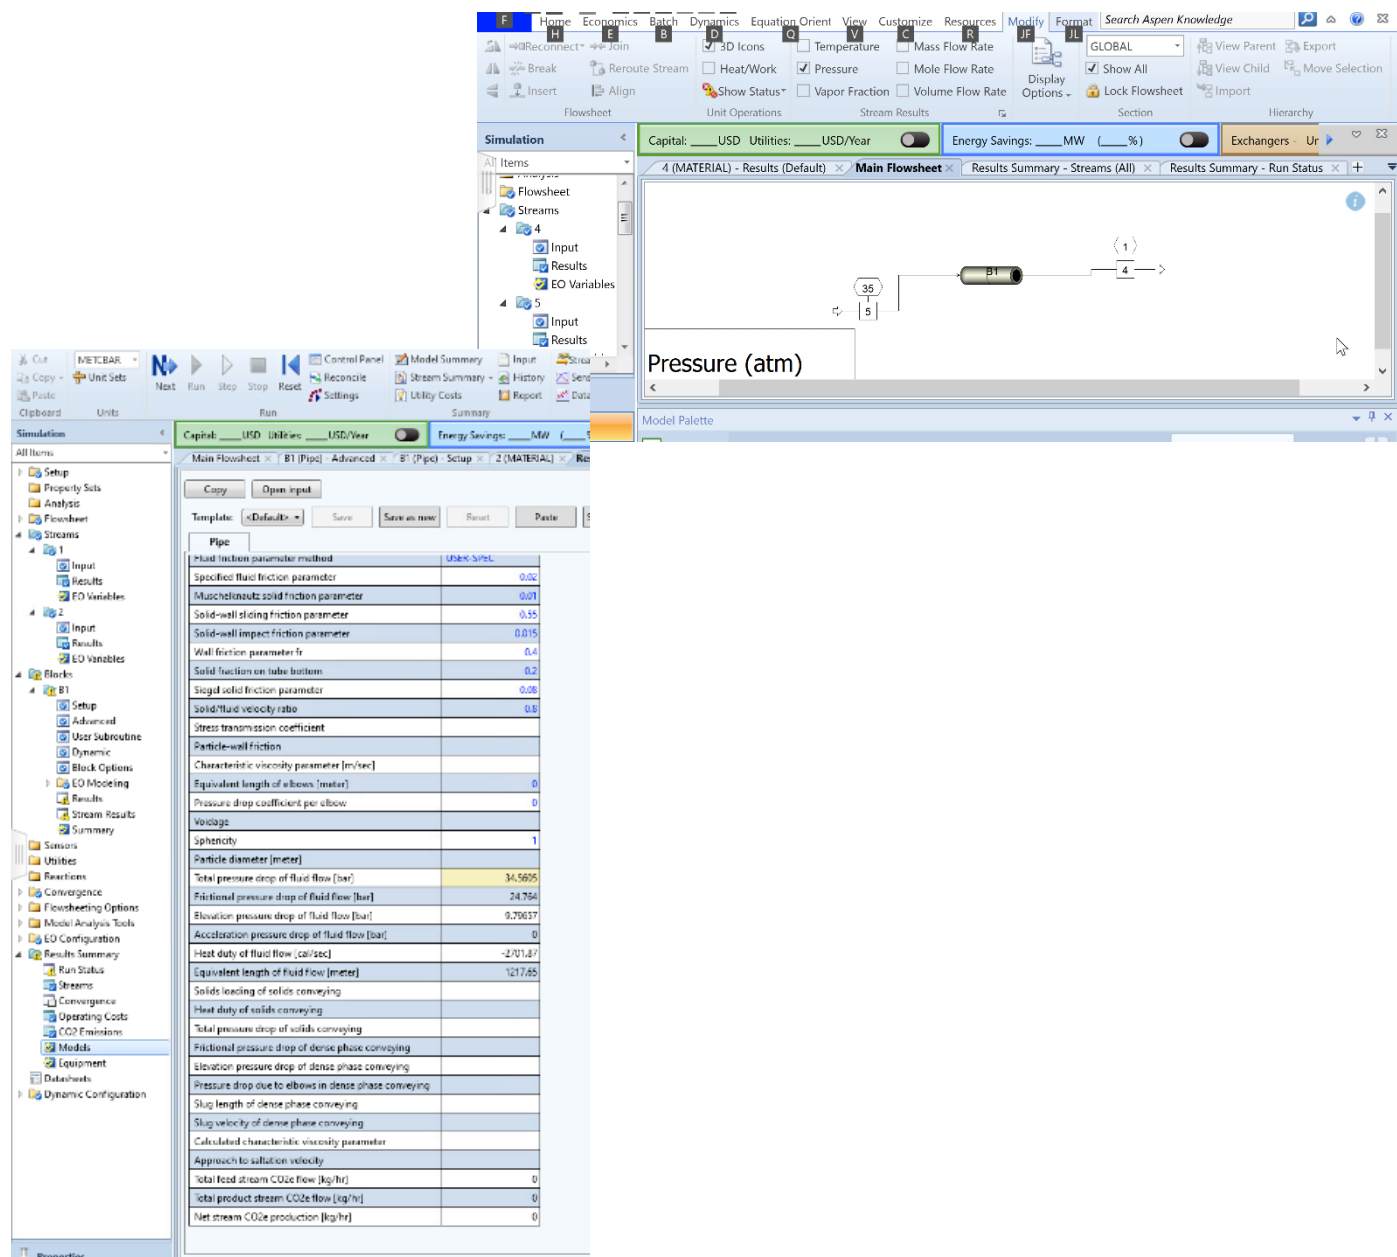 F Home Economics Batch Dynamics Equation Orient View Customize Resources Modify Format Search Aspen Knowledge
H E B D Q V C R JF JL
Reconnect Join 3D Icons Temperature Mass Flow Rate GLOBAL View Parent Export
Break Reroute Stream Heat/Work Pressure Mole Flow Rate Display Show All View Child Move Selection
Insert Align Show Status Vapor Fraction Volume Flow Rate Options Lock Flowsheet Import
Flowsheet Unit Operations Stream Results Section Hierarchy
Simulation
All Items
Analysis
Flowsheet
Streams
4
Input
Results
EO Variables
5
Input
Results
Capital: ____USD Utilities: ____USD/Year Energy Savings: ____MW (____%) Exchangers - Ur
4 (MATERIAL) - Results (Default) Main Flowsheet Results Summary - Streams (All) Results Summary - Run Status +
1
4
B1
35
5
Pressure (atm)
Model Palette
Cut METCBAR Control Panel Model Summary Input Strea
Copy Unit Sets Next Run Step Stop Reset Reconcile Stream Summary History Sens
Paste Settings Utility Costs Report Data
Clipboard Units Run Summary
Simulation
All Items
Setup
Property Sets
Analysis
Flowsheet
Streams
1
Input
Results
EO Variables
2
Input
Results
EO Variables
Blocks
B1
Setup
Advanced
User Subroutine
Dynamic
Block Options
EO Modeling
Results
Stream Results
Summary
Sensors
Utilities
Reactions
Convergence
Flowsheeting Options
Model Analysis Tools
EO Configuration
Results Summary
Run Status
Streams
Convergence
Operating Costs
CO2 Emissions
Models
Equipment
Datasheets
Dynamic Configuration
Properties
Capital: ____USD Utilities: ____USD/Year Energy Savings: ____MW (____%
Main Flowsheet B1 (Pipe) - Advanced B1 (Pipe) - Setup 2 (MATERIAL) Res
Copy Open input
Template: <Default> Save Save as new Reset Paste S
Pipe
Fluid friction parameter method USER-SPEC
Specified fluid friction parameter 0.02
Muschelknautz solid friction parameter 0.01
Solid-wall sliding friction parameter 0.55
Solid-wall impact friction parameter 0.015
Wall friction parameter fr 0.4
Solid fraction on tube bottom 0.2
Siegel solid friction parameter 0.08
Solid/fluid velocity ratio 0.8
Stress transmission coefficient
Particle-wall friction
Characteristic viscosity parameter [m/sec]
Equivalent length of elbows [meter] 0
Pressure drop coefficient per elbow 0
Voidage
Sphericity 1
Particle diameter [meter]
Total pressure drop of fluid flow [bar] 34.5605
Frictional pressure drop of fluid flow [bar] 24.764
Elevation pressure drop of fluid flow [bar] 9.79657
Acceleration pressure drop of fluid flow [bar] 0
Heat duty of fluid flow [cal/sec] -2701.87
Equivalent length of fluid flow [meter] 1217.65
Solids loading of solids conveying
Heat duty of solids conveying
Total pressure drop of solids conveying
Frictional pressure drop of dense phase conveying
Elevation pressure drop of dense phase conveying
Pressure drop due to elbows in dense phase conveying
Slug length of dense phase conveying
Slug velocity of dense phase conveying
Calculated characteristic viscosity parameter
Approach to saltation velocity
Total feed stream CO2e flow [kg/hr] 0
Total product stream CO2e flow [kg/hr] 0
Net stream CO2e production [kg/hr] 0